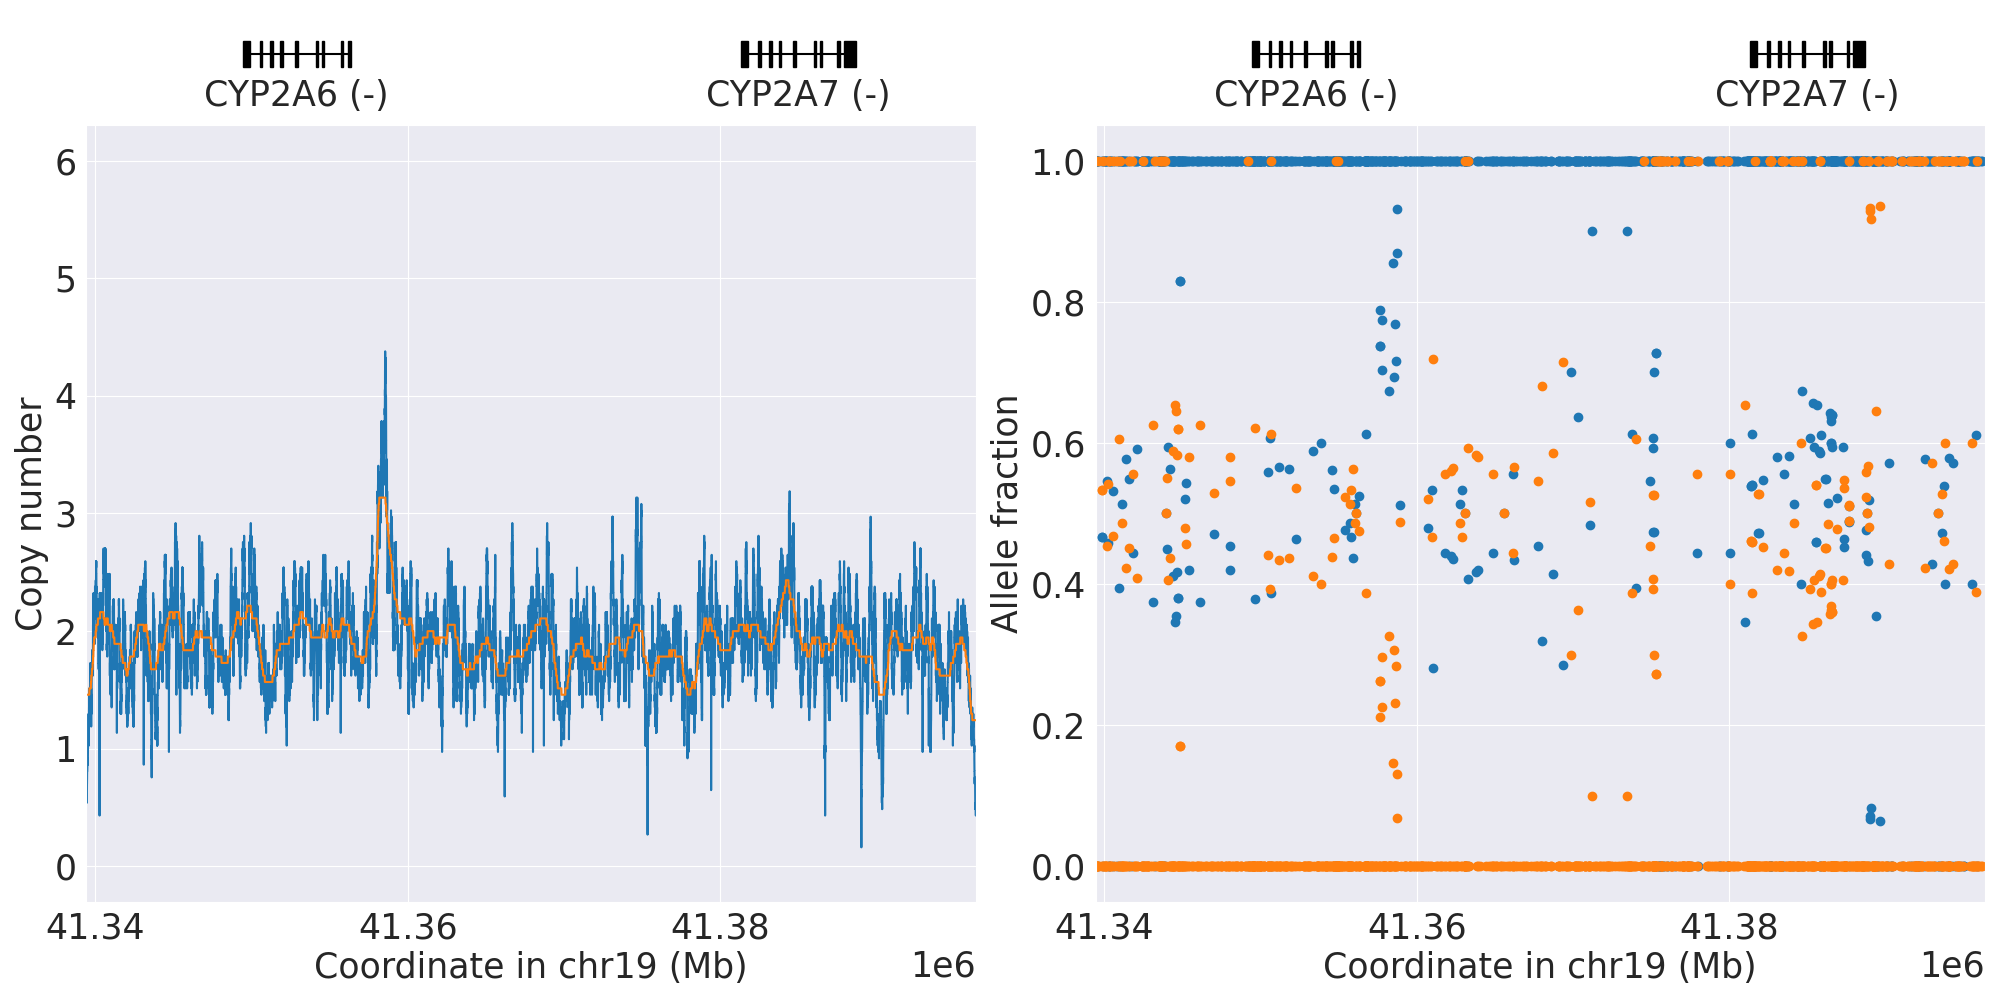 CYP2A6 (-)
CYP2A7 (-)
Copy number
6
5
4
3
2
1
0
41.34
41.36
41.38
Coordinate in chr19 (Mb)
1e6
CYP2A6 (-)
CYP2A7 (-)
Allele fraction
1.0
0.8
0.6
0.4
0.2
0.0
41.34
41.36
41.38
Coordinate in chr19 (Mb)
1e6